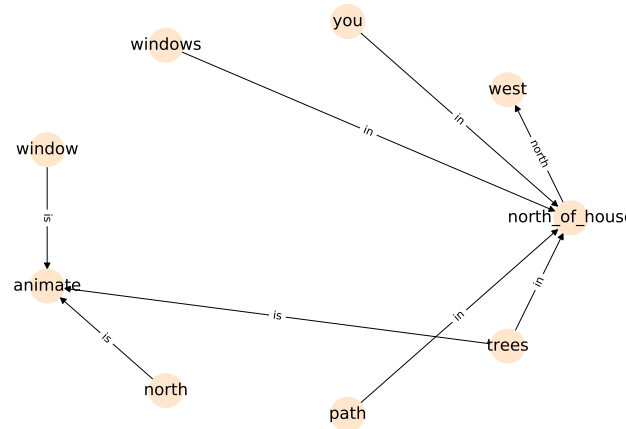 you
windows
west
in
in
window
north
is
north_of_house
animate
in
is
in
is
trees
north
path